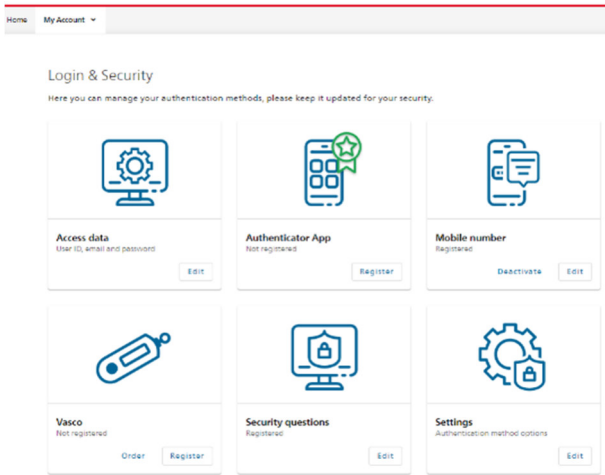 Home My Account
Login & Security
Here you can manage your authentication methods, please keep it updated for your security.
Access data
User ID, email and password
Edit
Authenticator App
Not registered
Register
Mobile number
Registered
Deactivate Edit
Vasco
Not registered
Order Register
Security questions
Registered
Edit
Settings
Authentication method options
Edit